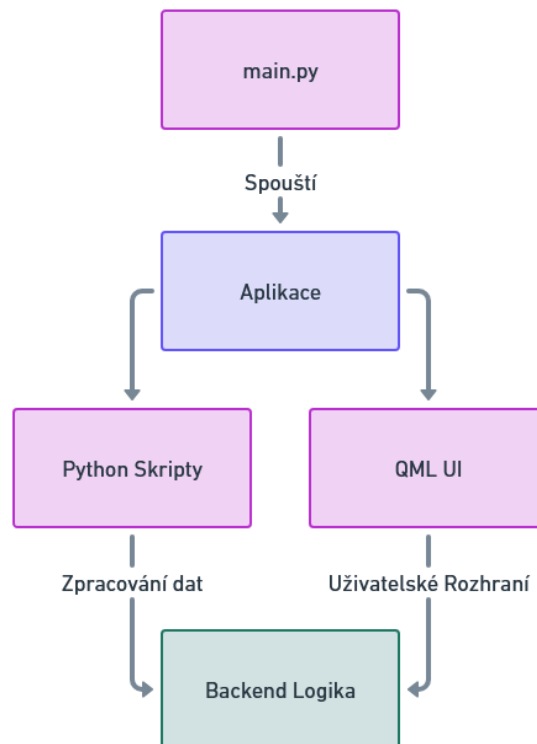 main.py
Spouští
Aplikace
Python Skripty
QML UI
Zpracování dat
Uživatelské Rozhraní
Backend Logika